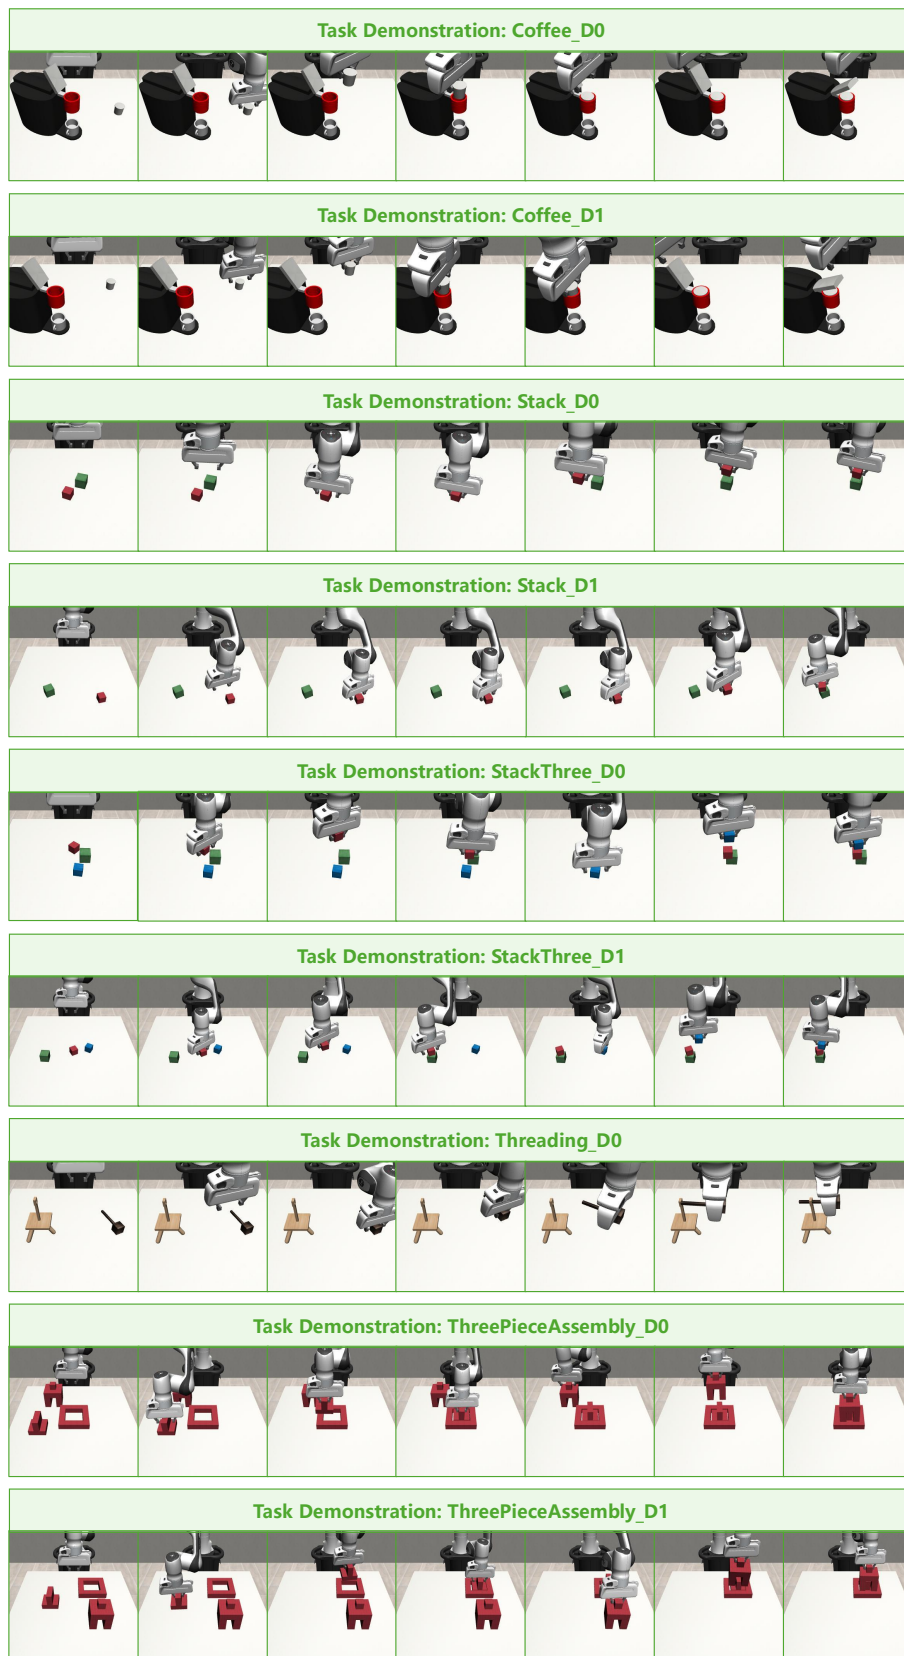 Task Demonstration: Coffee_D0
Task Demonstration: Coffee_D1
Task Demonstration: Stack_D0
Task Demonstration: Stack_D1
Task Demonstration: StackThree_D0
Task Demonstration: StackThree_D1
Task Demonstration: Threading_D0
Task Demonstration: ThreePieceAssembly_D0
Task Demonstration: ThreePieceAssembly_D1